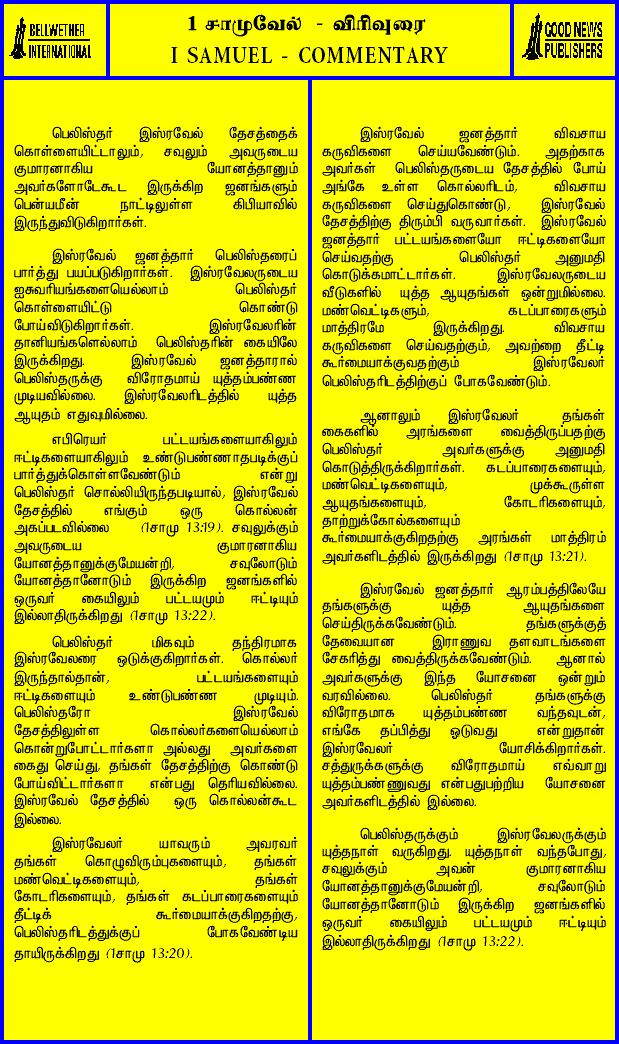 BELLWETHER
INTERNATIONAL
1 சாமுவேல் - விரிவுரை
I SAMUEL - COMMENTARY
GOOD NEWS
PUBLISHERS
பெலிஸ்தர் இஸ்ரவேல் தேசத்தைக்
கொள்ளையிட்டாலும், சவுலும் அவருடைய
குமாரனாகிய யோனத்தானும்
அவர்களோடேகூட இருக்கிற ஜனங்களும்
பென்யமீன் நாட்டிலுள்ள கிபியாவில்
இருந்துவிடுகிறார்கள்.
இஸ்ரவேல் ஜனத்தார் பெலிஸ்தரைப்
பார்த்து பயப்படுகிறார்கள். இஸ்ரவேலருடைய
ஐசுவரியங்களையெல்லாம் பெலிஸ்தர்
கொள்ளையிட்டு கொண்டு
போய்விடுகிறார்கள். இஸ்ரவேலரின்
தானியங்களெல்லாம் பெலிஸ்தரின் கையிலே
இருக்கிறது. இஸ்ரவேல் ஜனத்தாரால்
பெலிஸ்தருக்கு விரோதமாய் யுத்தம்பண்ண
முடியவில்லை. இஸ்ரவேலரிடத்தில் யுத்த
ஆயுதம் எதுவுமில்லை.
எபிரெயர் பட்டயங்களையாகிலும்
ஈட்டிகளையாகிலும் உண்டுபண்ணாதபடிக்குப்
பார்த்துக்கொள்ளவேண்டும் என்று
பெலிஸ்தர் சொல்லியிருந்தபடியால், இஸ்ரவேல்
தேசத்தில் எங்கும் ஒரு கொல்லன்
அகப்படவில்லை (1சாமு 13:19). சவுலுக்கும்
அவருடைய குமாரனாகிய
யோனத்தானுக்குமேயன்றி, சவுலோடும்
யோனத்தானோடும் இருக்கிற ஜனங்களில்
ஒருவர் கையிலும் பட்டயமும் ஈட்டியும்
இல்லாதிருக்கிறது (1சாமு 13:22).
பெலிஸ்தர் மிகவும் தந்திரமாக
இஸ்ரவேலரை ஒடுக்குகிறார்கள். கொல்லர்
இருந்தால்தான், பட்டயங்களையும்
ஈட்டிகளையும் உண்டுபண்ண முடியும்.
பெலிஸ்தரோ இஸ்ரவேல்
தேசத்திலுள்ள கொல்லர்களையெல்லாம்
கொன்றுபோட்டார்களா அல்லது அவர்களை
கைது செய்து, தங்கள் தேசத்திற்கு கொண்டு
போய்விட்டார்களா என்பது தெரியவில்லை.
இஸ்ரவேல் தேசத்தில் ஒரு கொல்லன்கூட
இல்லை.
இஸ்ரவேலர் யாவரும் அவரவர்
தங்கள் கொழுவிரும்புகளையும், தங்கள்
மண்வெட்டிகளையும், தங்கள்
கோடரிகளையும், தங்கள் கடப்பாரைகளையும்
தீட்டிக் கூர்மையாக்குகிறதற்கு,
பெலிஸ்தரிடத்துக்குப் போகவேண்டிய
தாயிருக்கிறது (1சாமு 13:20).
இஸ்ரவேல் ஜனத்தார் விவசாய
கருவிகளை செய்யவேண்டும். அதற்காக
அவர்கள் பெலிஸ்தருடைய தேசத்தில் போய்
அங்கே உள்ள கொல்லரிடம், விவசாய
கருவிகளை செய்துகொண்டு, இஸ்ரவேல்
தேசத்திற்கு திரும்பி வருவார்கள். இஸ்ரவேல்
ஜனத்தார் பட்டயங்களையோ ஈட்டிகளையோ
செய்வதற்கு பெலிஸ்தர் அனுமதி
கொடுக்கமாட்டார்கள். இஸ்ரவேலருடைய
வீடுகளில் யுத்த ஆயுதங்கள் ஒன்றுமில்லை.
மண்வெட்டிகளும், கடப்பாரைகளும்
மாத்திரமே இருக்கிறது. விவசாய
கருவிகளை செய்வதற்கும், அவற்றை தீட்டி
கூர்மையாக்குவதற்கும் இஸ்ரவேலர்
பெலிஸ்தரிடத்திற்குப் போகவேண்டும்.
ஆனாலும் இஸ்ரவேலர் தங்கள்
கைகளில் அரங்களை வைத்திருப்பதற்கு
பெலிஸ்தர் அவர்களுக்கு அனுமதி
கொடுத்திருக்கிறார்கள். கடப்பாரைகளையும்,
மண்வெட்டிகளையும், முக்கூருள்ள
ஆயுதங்களையும், கோடரிகளையும்,
தாற்றுக்கோல்களையும்
கூர்மையாக்குகிறதற்கு அரங்கள் மாத்திரம்
அவர்களிடத்தில் இருக்கிறது (1சாமு 13:21).
இஸ்ரவேல் ஜனத்தார் ஆரம்பத்திலேயே
தங்களுக்கு யுத்த ஆயுதங்களை
செய்திருக்கவேண்டும். தங்களுக்குத்
தேவையான இராணுவ தளவாடங்களை
சேகரித்து வைத்திருக்கவேண்டும். ஆனால்
அவர்களுக்கு இந்த யோசனை ஒன்றும்
வரவில்லை. பெலிஸ்தர் தங்களுக்கு
விரோதமாக யுத்தம்பண்ண வந்தவுடன்,
எங்கே தப்பித்து ஓடுவது என்றுதான்
இஸ்ரவேலர் யோசிக்கிறார்கள்.
சத்துருக்களுக்கு விரோதமாய் எவ்வாறு
யுத்தம்பண்ணுவது என்பதுபற்றிய யோசனை
அவர்களிடத்தில் இல்லை.
பெலிஸ்தருக்கும் இஸ்ரவேலருக்கும்
யுத்தநாள் வருகிறது. யுத்தநாள் வந்தபோது,
சவுலுக்கும் அவன் குமாரனாகிய
யோனத்தானுக்குமேயன்றி, சவுலோடும்
யோனத்தானோடும் இருக்கிற ஜனங்களில்
ஒருவர் கையிலும் பட்டயமும் ஈட்டியும்
இல்லாதிருக்கிறது (1சாமு 13:22).